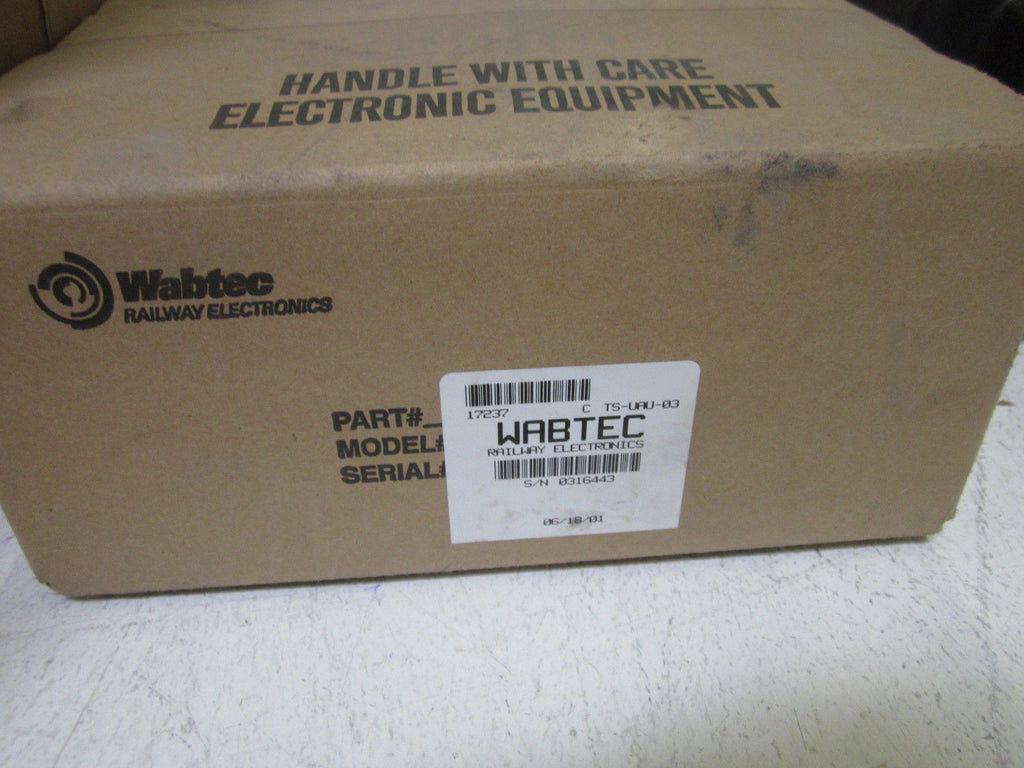 HANDLE WITH CARE
ELECTRONIC EQUIPMENT
Wabtec
RAILWAY ELECTRONICS
PART#_
MODEL#
SERIAL#
17237 C TS-UAU-03
WABTEC
RAILWAY ELECTRONICS
S/N 0316443
06/18/01